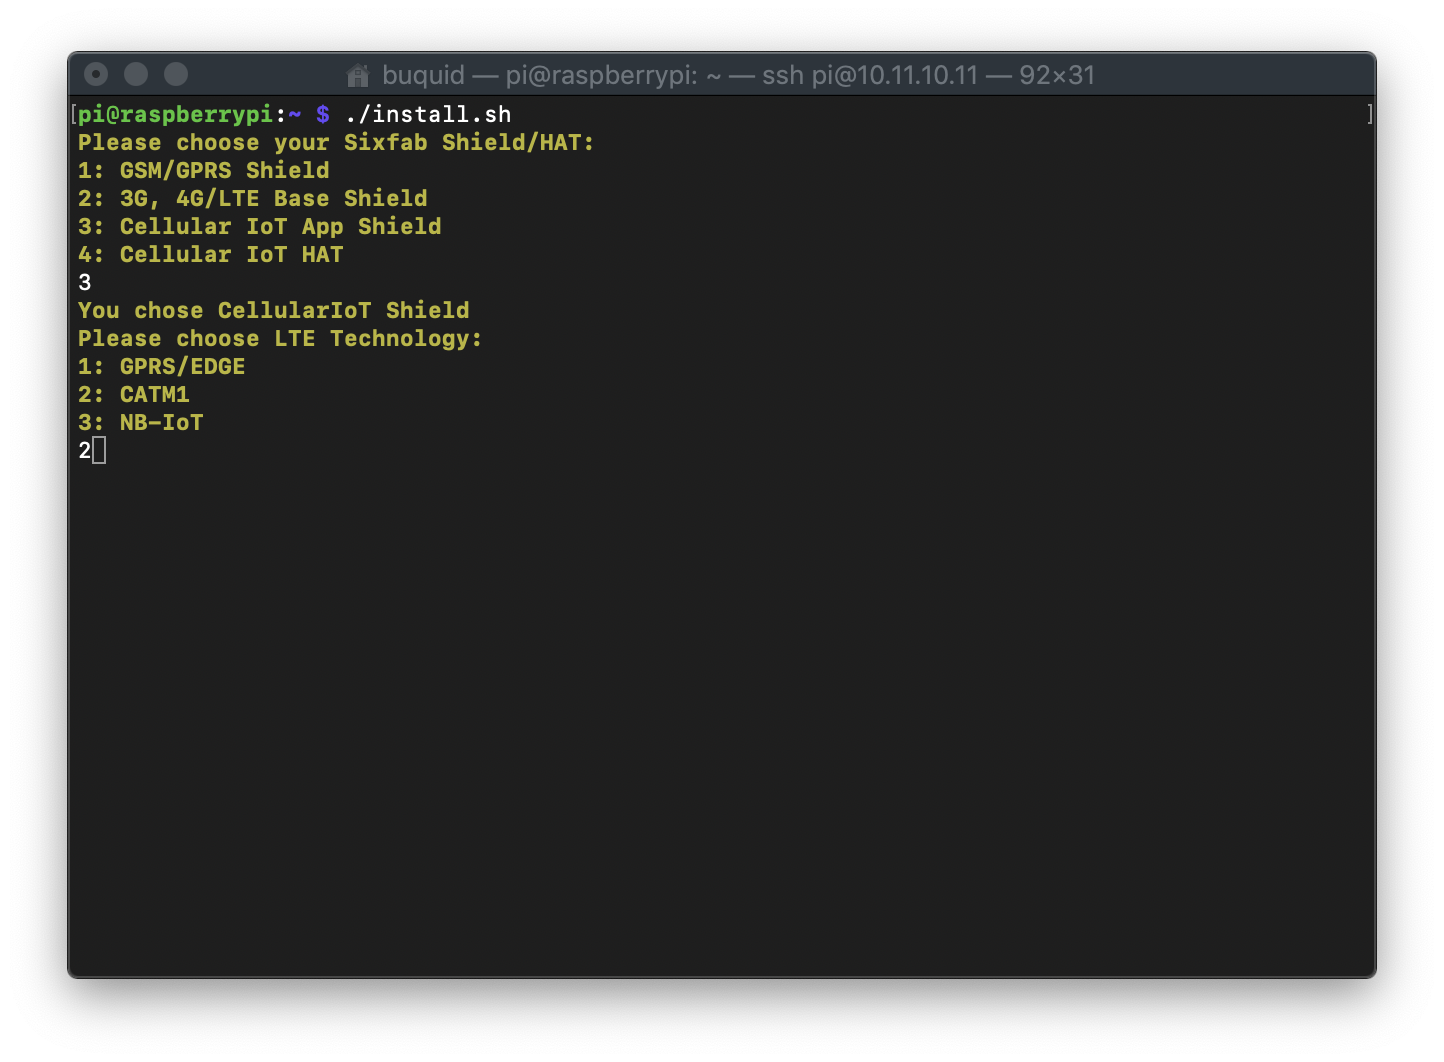 buquid — pi@raspberrypi: ~ — ssh pi@10.11.10.11 — 92×31
[pi@raspberrypi:~ $ ./install.sh ]
Please choose your Sixfab Shield/HAT:
1: GSM/GPRS Shield
2: 3G, 4G/LTE Base Shield
3: Cellular IoT App Shield
4: Cellular IoT HAT
3
You chose CellularIoT Shield
Please choose LTE Technology:
1: GPRS/EDGE
2: CATM1
3: NB-IoT
2